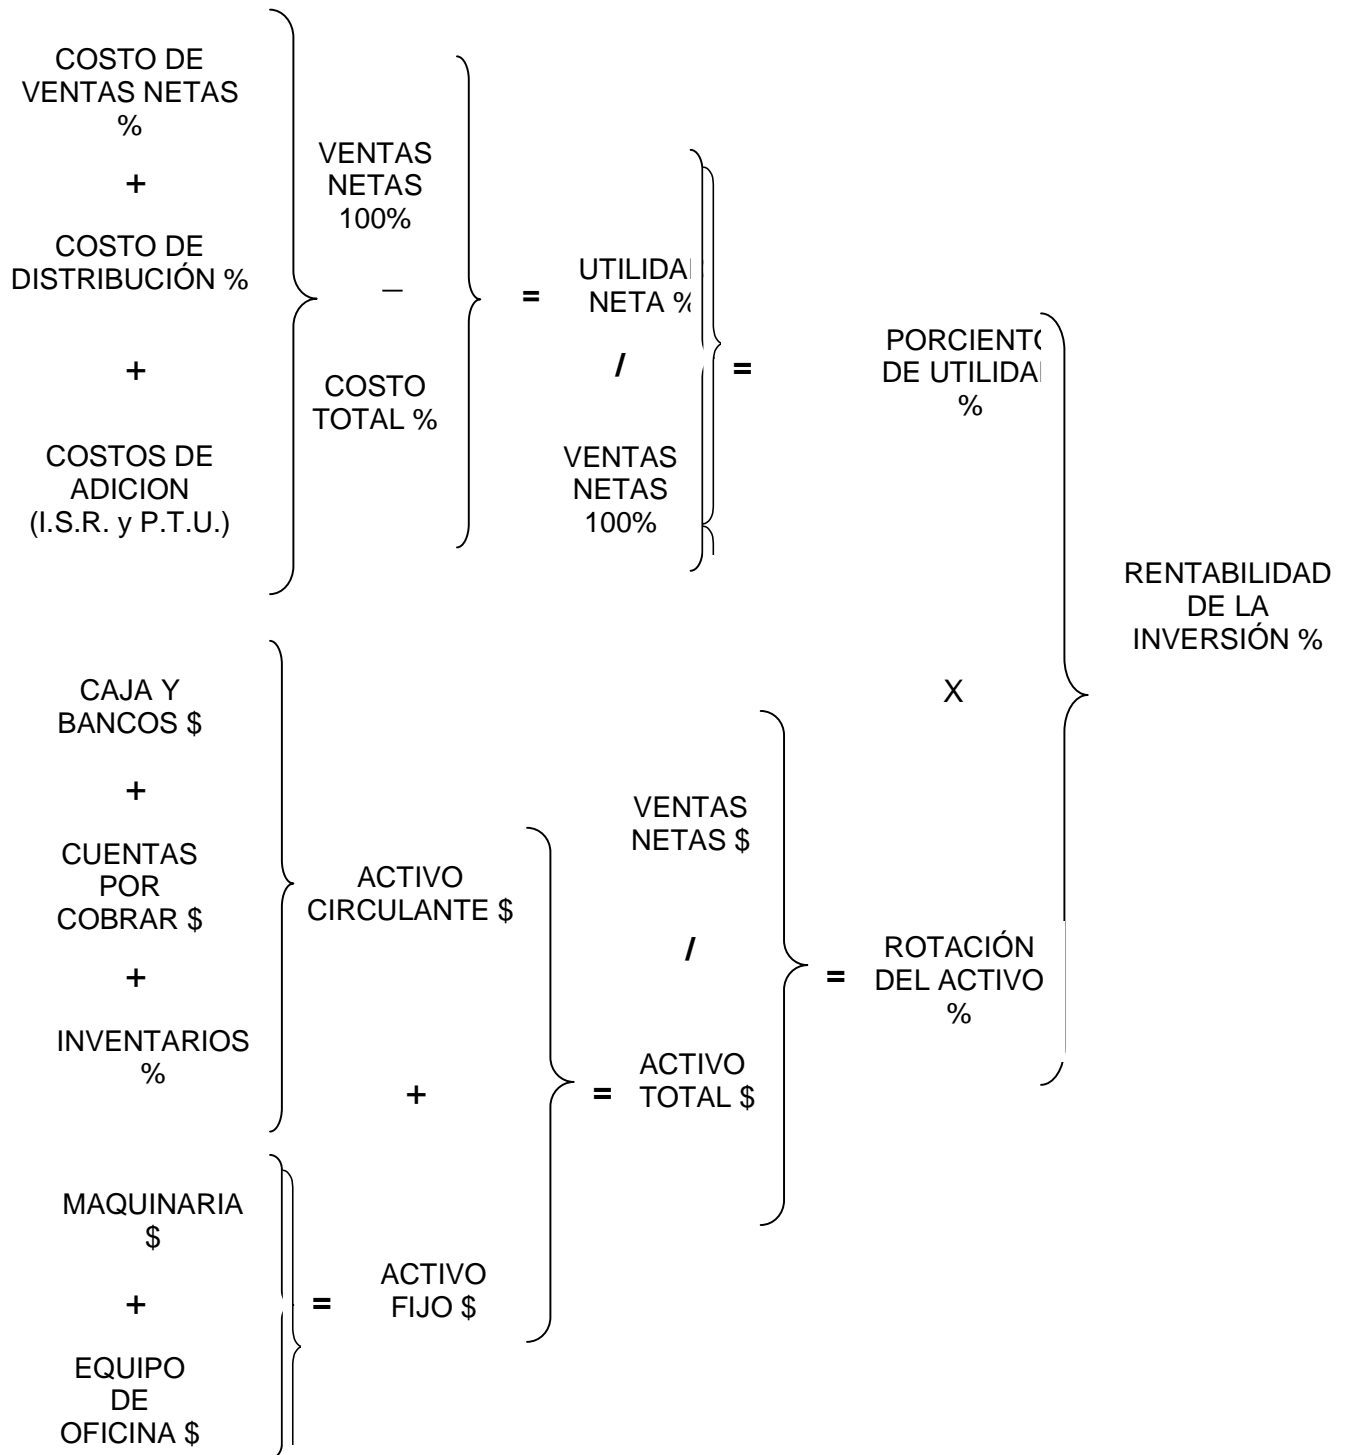 COSTO DE
VENTAS NETAS
%
+
COSTO DE
DISTRIBUCIÓN %
+
COSTOS DE
ADICION
(I.S.R. y P.T.U.)
VENTAS
NETAS
100%
–
COSTO
TOTAL %
=
UTILIDA
NETA %
/
VENTAS
NETAS
100%
=
PORCIENTO
DE UTILIDA
%
X
RENTABILIDAD
DE LA
INVERSIÓN %
CAJA Y
BANCOS $
+
CUENTAS
POR
COBRAR $
+
INVENTARIOS
%
ACTIVO
CIRCULANTE $
+
VENTAS
NETAS $
/
ACTIVO
TOTAL $
=
=
ROTACIÓN
DEL ACTIVO
%
MAQUINARIA
$
+
EQUIPO
DE
OFICINA $
=
ACTIVO
FIJO $